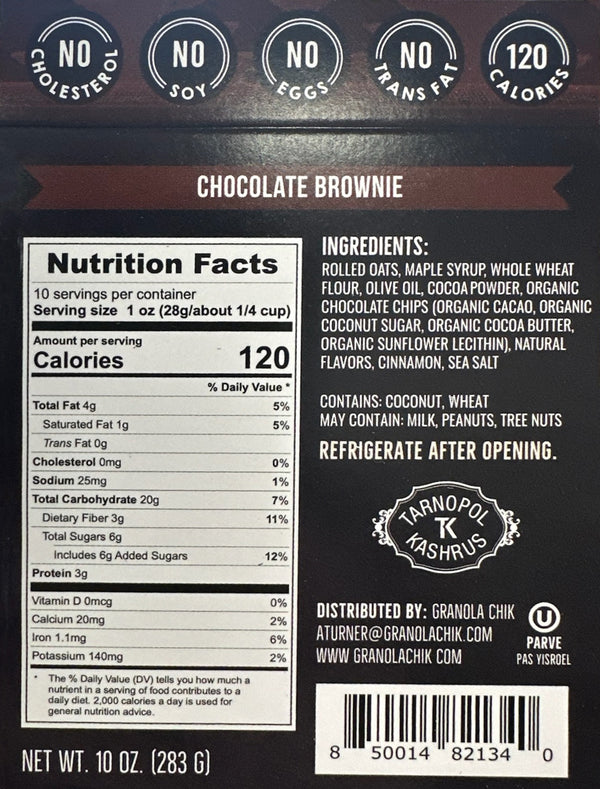 NO CHOLESTEROL
NO SOY
NO EGGS
NO TRANS FAT
120 CALORIES
CHOCOLATE BROWNIE
Nutrition Facts
10 servings per container
Serving size 1 oz (28g/about 1/4 cup)
Amount per serving
Calories 120
% Daily Value *
Total Fat 4g 5%
Saturated Fat 1g 5%
Trans Fat 0g
Cholesterol 0mg 0%
Sodium 25mg 1%
Total Carbohydrate 20g 7%
Dietary Fiber 3g 11%
Total Sugars 6g
Includes 6g Added Sugars 12%
Protein 3g
Vitamin D 0mcg 0%
Calcium 20mg 2%
Iron 1.1mg 6%
Potassium 140mg 2%
* The % Daily Value (DV) tells you how much a
nutrient in a serving of food contributes to a
daily diet. 2,000 calories a day is used for
general nutrition advice.
NET WT. 10 OZ. (283 G)
INGREDIENTS:
ROLLED OATS, MAPLE SYRUP, WHOLE WHEAT
FLOUR, OLIVE OIL, COCOA POWDER, ORGANIC
CHOCOLATE CHIPS (ORGANIC CACAO, ORGANIC
COCONUT SUGAR, ORGANIC COCOA BUTTER,
ORGANIC SUNFLOWER LECITHIN), NATURAL
FLAVORS, CINNAMON, SEA SALT
CONTAINS: COCONUT, WHEAT
MAY CONTAIN: MILK, PEANUTS, TREE NUTS
REFRIGERATE AFTER OPENING.
TARNOPOL
TK
KASHRUS
DISTRIBUTED BY: GRANOLA CHIK
ATURNER@GRANOLACHIK.COM
WWW GRANOLACHIK COM
U
PARVE
PAS YISROEL
8 50014 82134 0